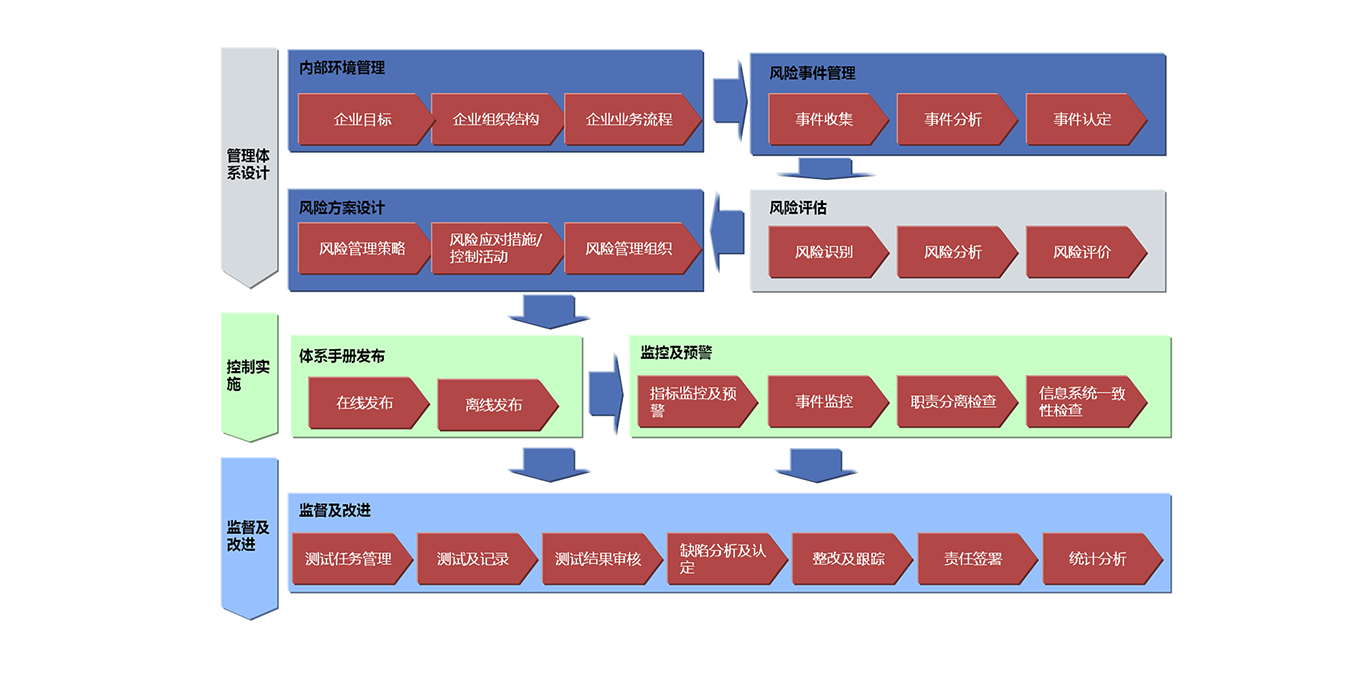 管理体
系设计
内部环境管理
企业目标
企业组织结构
企业业务流程
风险事件管理
事件收集
事件分析
事件认定
风险方案设计
风险管理策略
风险应对措施/
控制活动
风险管理组织
风险评估
风险识别
风险分析
风险评价
控制实
施
体系手册发布
在线发布
离线发布
监控及预警
指标监控及预
警
事件监控
职责分离检查
信息系统一致
性检查
监督及
改进
监督及改进
测试任务管理
测试及记录
测试结果审核
缺陷分析及认
定
整改及跟踪
责任签署
统计分析